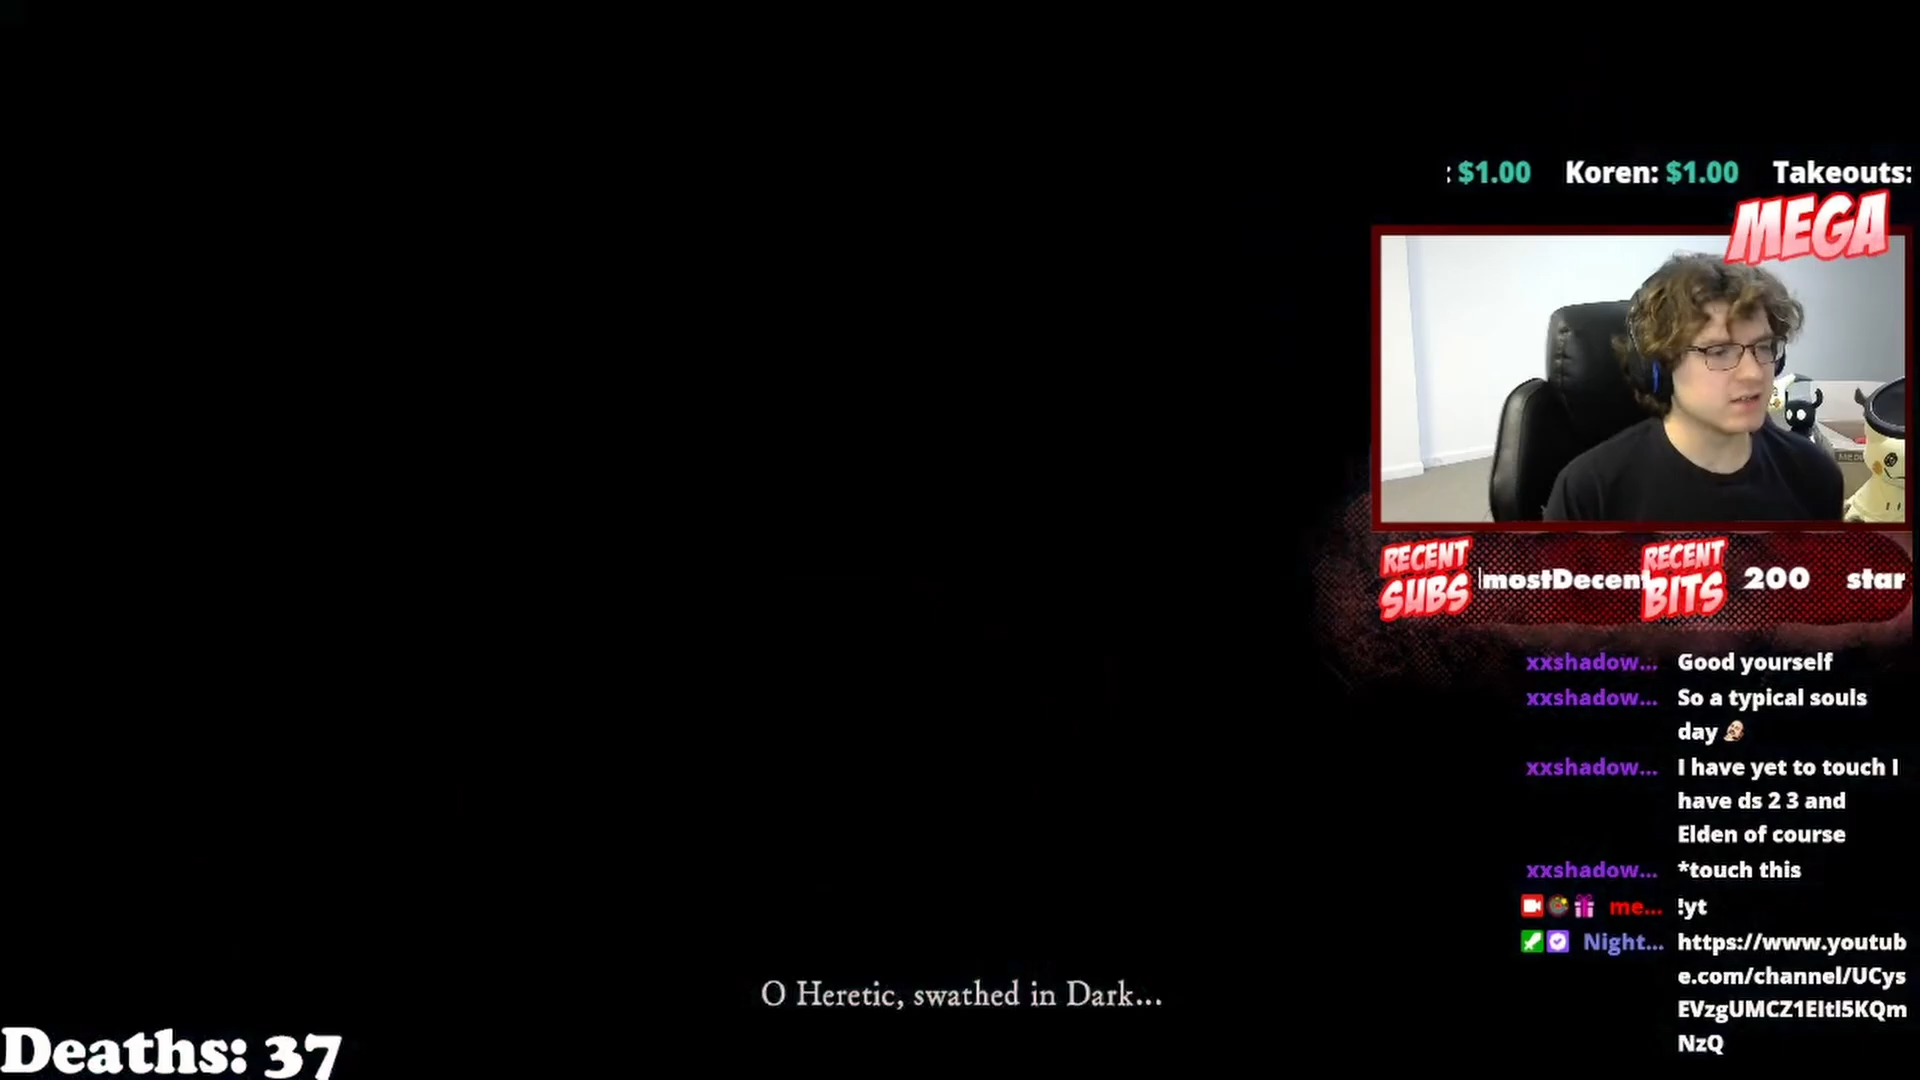 : $1.00 Koren: $1.00 Takeouts:
MEGA
RECENT SUBS
mostDecent
RECENT BITS
200 star
xxshadow... Good yourself
xxshadow... So a typical souls
day
xxshadow... I have yet to touch I
have ds 2 3 and
Elden of course
xxshadow... *touch this
me... !yt
Night... https://www.youtub
e.com/channel/UCys
EVzgUMCZ1EItI5KQm
NzQ
O Heretic, swathed in Dark...
Deaths: 37